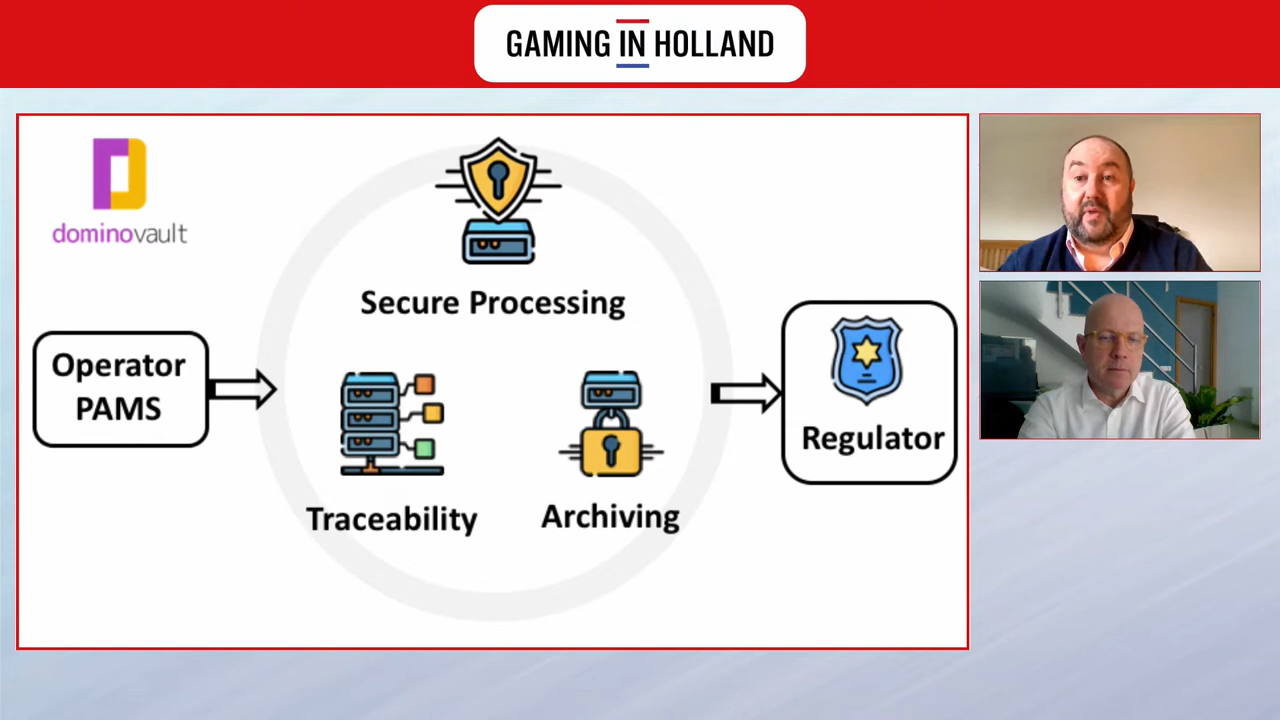 GAMING IN HOLLAND
dominovault
Secure Processing
Operator
PAMS
Regulator
Traceability
Archiving